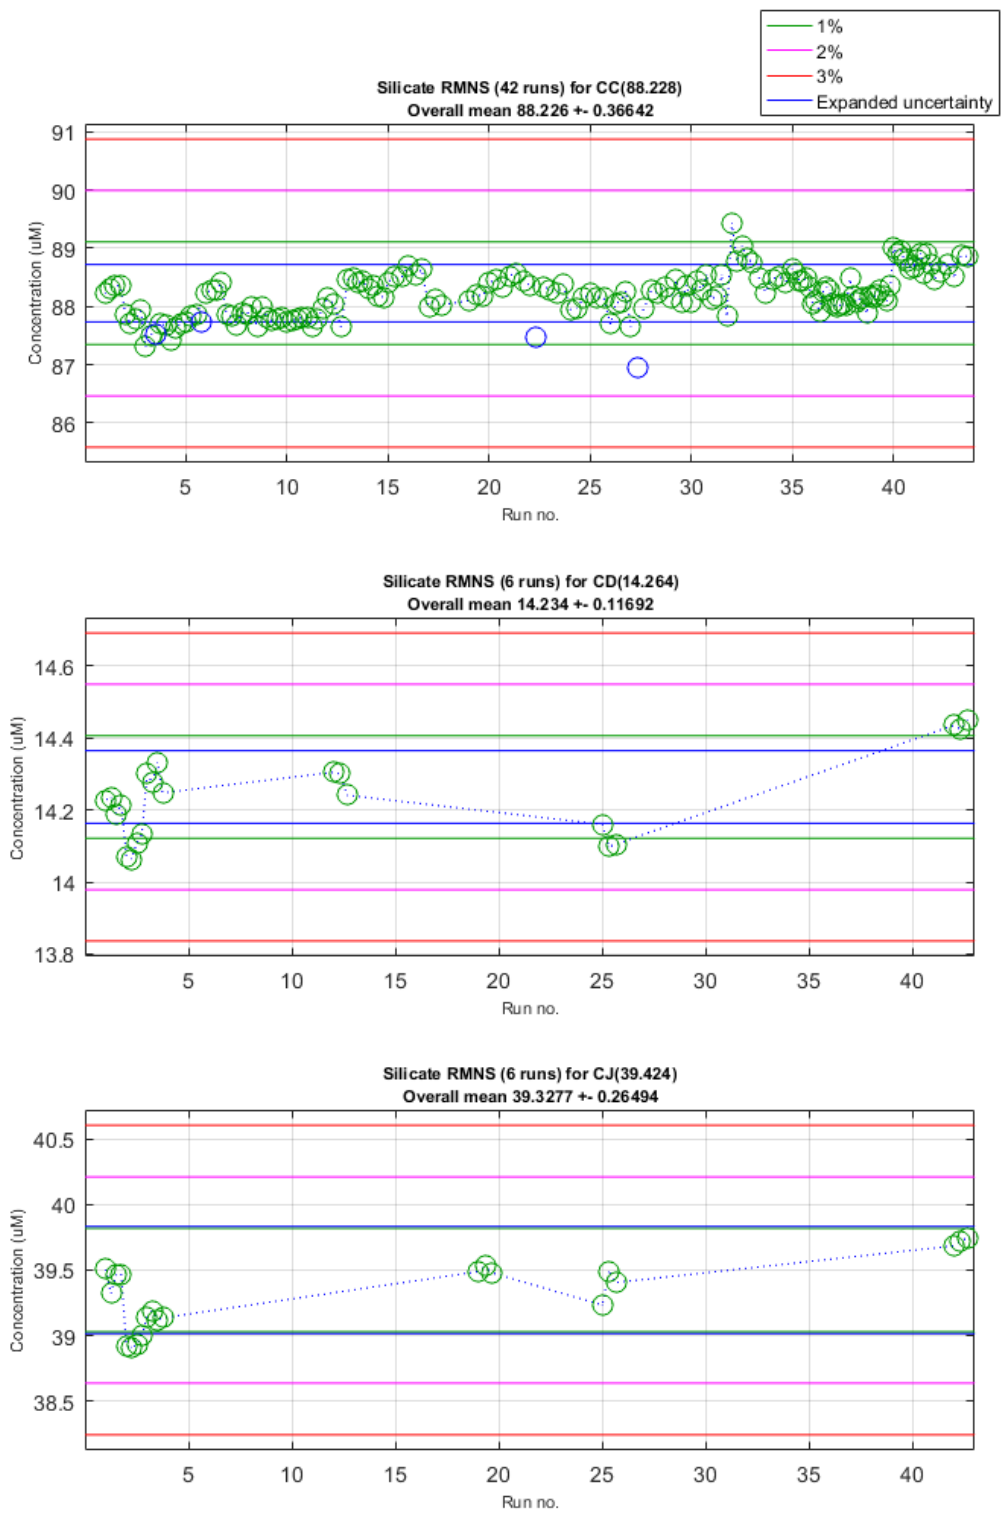 1%
2%
3%
Expanded uncertainty
Silicate RMNS (42 runs) for CC(88.228)
Overall mean 88.226 +- 0.36642
91
90
89
88
87
86
Concentration (uM)
5 10 15 20 25 30 35 40
Run no.
Silicate RMNS (6 runs) for CD(14.264)
Overall mean 14.234 +- 0.11692
14.6
14.4
14.2
14
13.8
Concentration (uM)
5 10 15 20 25 30 35 40
Run no.
Silicate RMNS (6 runs) for CJ(39.424)
Overall mean 39.3277 +- 0.26494
40.5
40
39.5
39
38.5
Concentration (uM)
5 10 15 20 25 30 35 40
Run no.